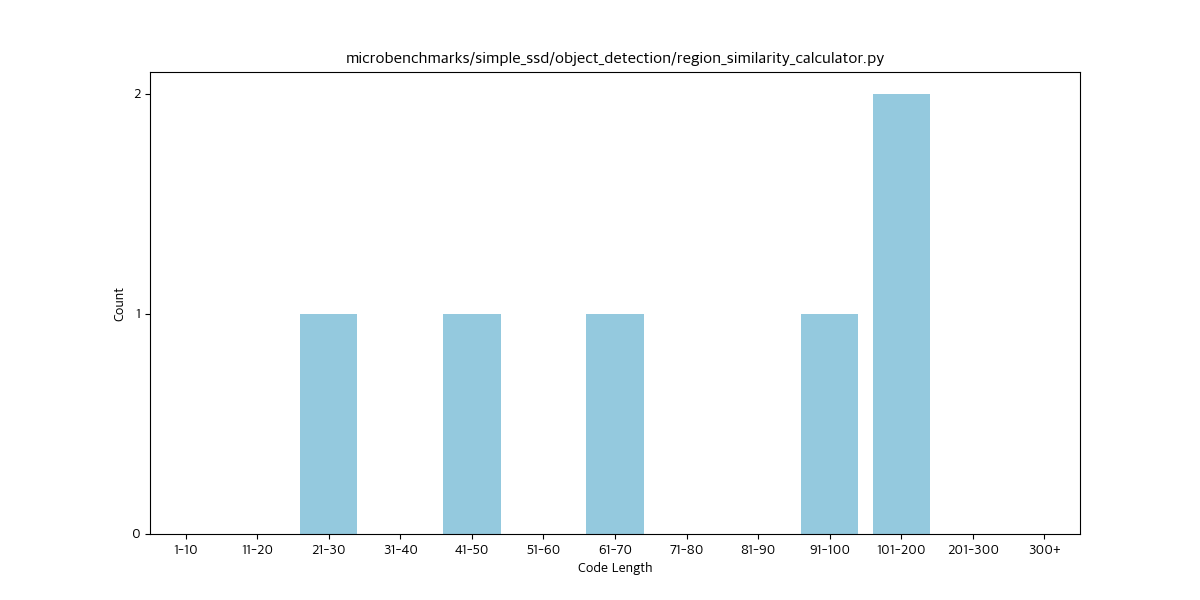 microbenchmarks/simple_ssd/object_detection/region_similarity_calculator.py
2
1
0
Count
1-10 11-20 21-30 31-40 41-50 51-60 61-70 71-80 81-90 91-100 101-200 201-300 300+
Code Length